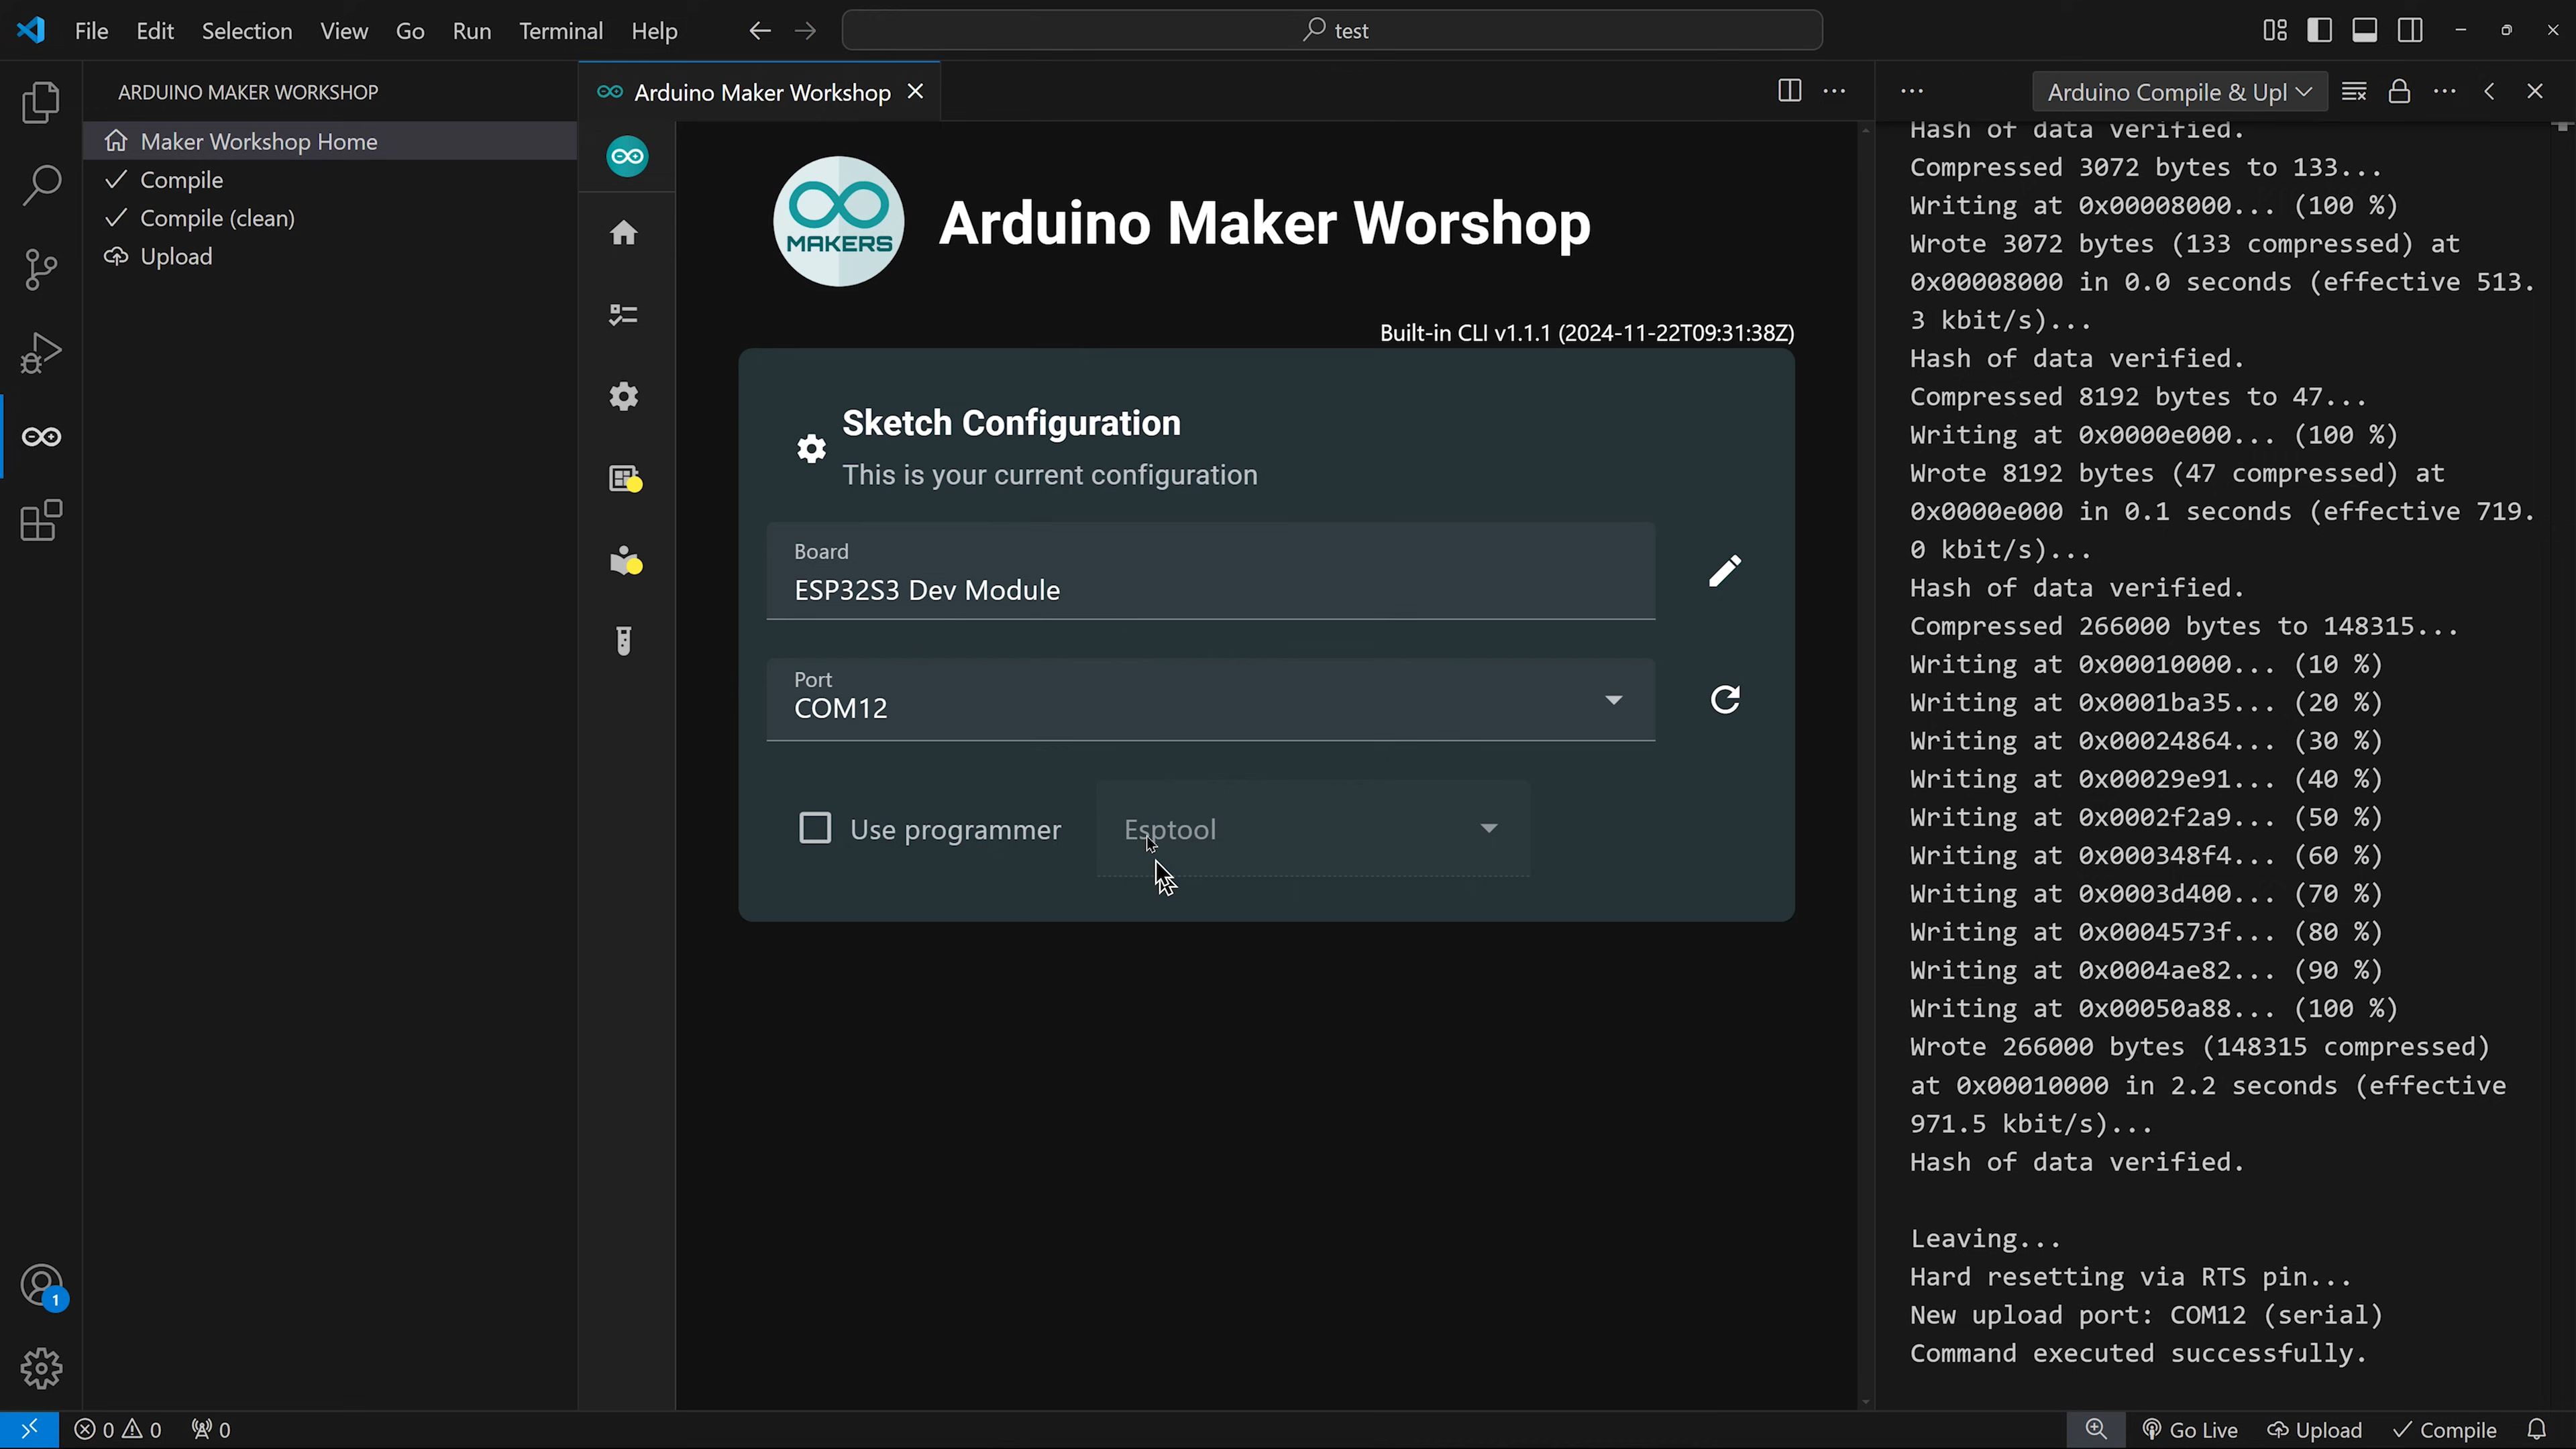 File Edit Selection View Go Run Terminal Help
test
ARDUINO MAKER WORKSHOP
Maker Workshop Home
Compile
Compile (clean)
Upload
1
Arduino Maker Workshop
MAKERS
Arduino Maker Worshop
Built-in CLI v1.1.1 (2024-11-22T09:31:38Z)
Sketch Configuration
This is your current configuration
Board
ESP32S3 Dev Module
Port
COM12
Use programmer
Esptool
Arduino Compile & Upl
Hash of data verified.
Compressed 3072 bytes to 133...
Writing at 0x00008000... (100 %)
Wrote 3072 bytes (133 compressed) at
0x00008000 in 0.0 seconds (effective 513.
3 kbit/s)...
Hash of data verified.
Compressed 8192 bytes to 47...
Writing at 0x0000e000... (100 %)
Wrote 8192 bytes (47 compressed) at
0x0000e000 in 0.1 seconds (effective 719.
0 kbit/s)...
Hash of data verified.
Compressed 266000 bytes to 148315...
Writing at 0x00010000... (10 %)
Writing at 0x0001ba35... (20 %)
Writing at 0x00024864... (30 %)
Writing at 0x00029e91... (40 %)
Writing at 0x0002f2a9... (50 %)
Writing at 0x000348f4... (60 %)
Writing at 0x0003d400... (70 %)
Writing at 0x0004573f... (80 %)
Writing at 0x0004ae82... (90 %)
Writing at 0x00050a88... (100 %)
Wrote 266000 bytes (148315 compressed)
at 0x00010000 in 2.2 seconds (effective
971.5 kbit/s)...
Hash of data verified.
Leaving...
Hard resetting via RTS pin...
New upload port: COM12 (serial)
Command executed successfully.
0 0 0
Go Live Upload Compile